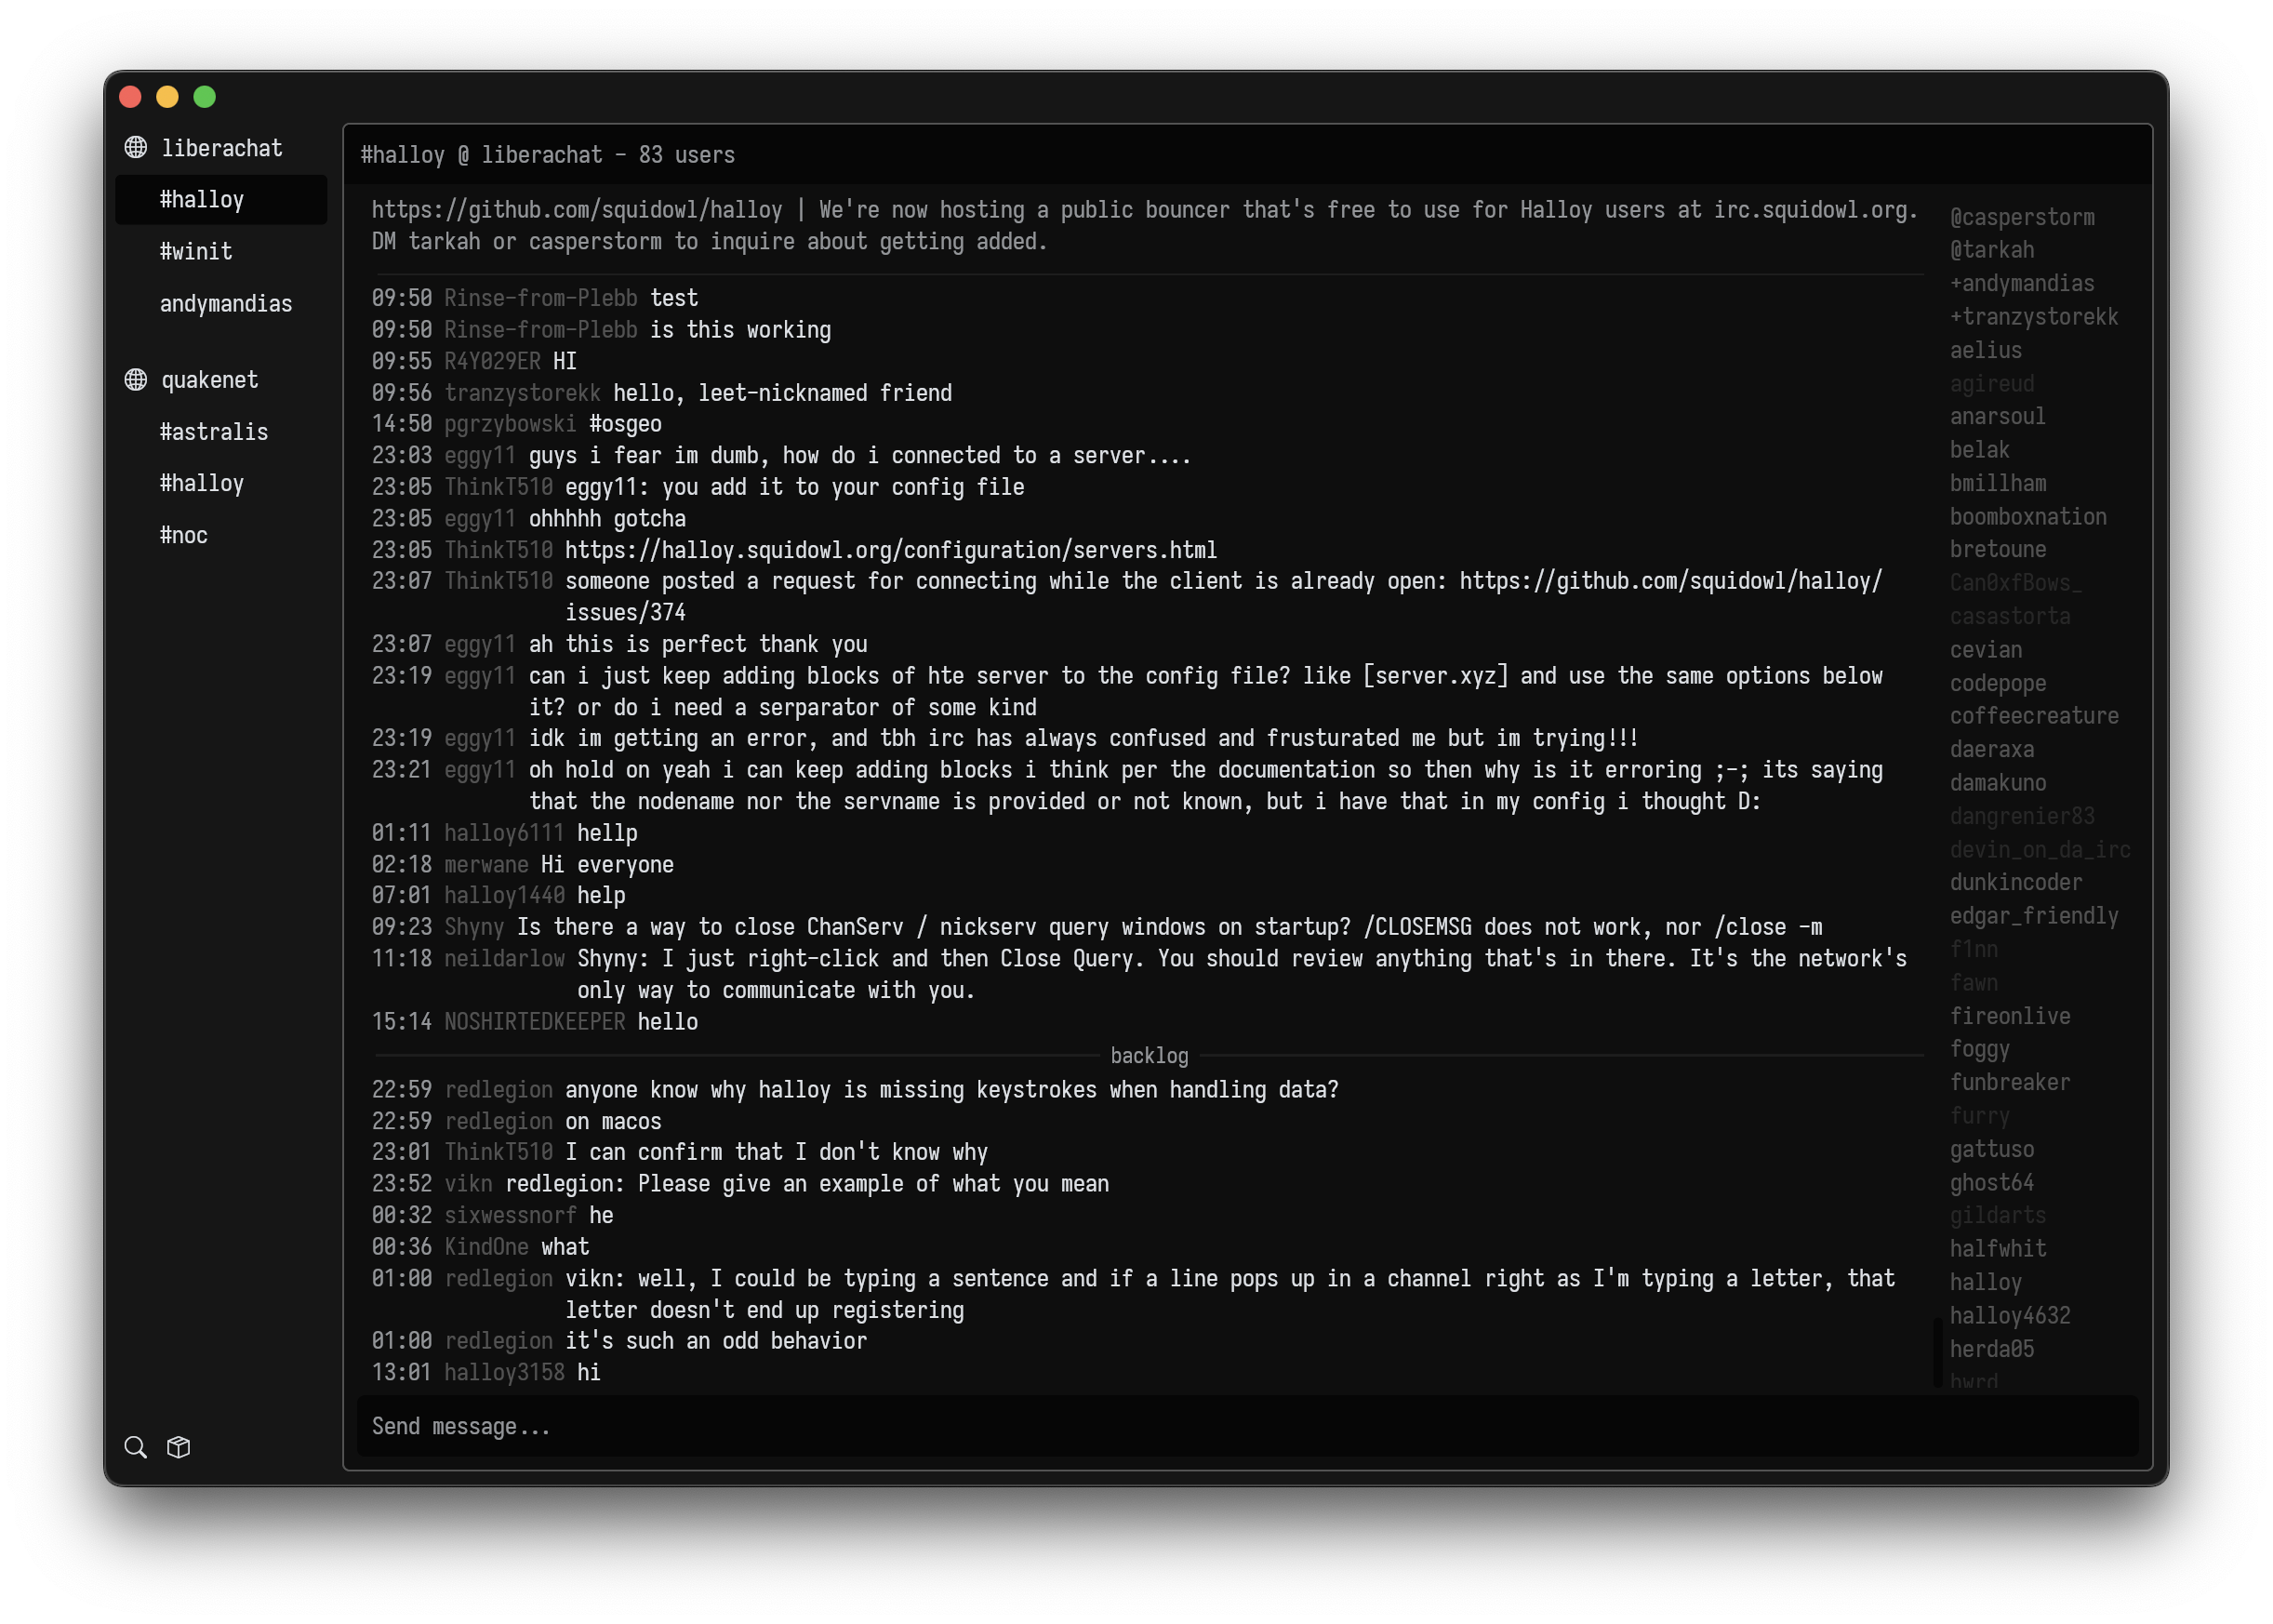 liberachat
#halloy
#winit
andymandias
quakenet
#astralis
#halloy
#noc
#halloy @ liberachat - 83 users
https://github.com/squidowl/halloy | We're now hosting a public bouncer that's free to use for Halloy users at irc.squidowl.org.
DM tarkah or casperstorm to inquire about getting added.
09:50 Rinse-from-Plebb test
09:50 Rinse-from-Plebb is this working
09:55 R4Y029ER HI
09:56 tranzystorekk hello, leet-nicknamed friend
14:50 pgrzybowski #osgeo
23:03 eggy11 guys i fear im dumb, how do i connected to a server....
23:05 ThinkT510 eggy11: you add it to your config file
23:05 eggy11 ohhhhh gotcha
23:05 ThinkT510 https://halloy.squidowl.org/configuration/servers.html
23:07 ThinkT510 someone posted a request for connecting while the client is already open: https://github.com/squidowl/halloy/
issues/374
23:07 eggy11 ah this is perfect thank you
23:19 eggy11 can i just keep adding blocks of hte server to the config file? like [server.xyz] and use the same options below
it? or do i need a serparator of some kind
23:19 eggy11 idk im getting an error, and tbh irc has always confused and frusturated me but im trying!!!
23:21 eggy11 oh hold on yeah i can keep adding blocks i think per the documentation so then why is it erroring ;-; its saying
that the nodename nor the servname is provided or not known, but i have that in my config i thought D:
01:11 halloy6111 hellp
02:18 merwane Hi everyone
07:01 halloy1440 help
09:23 Shyny Is there a way to close ChanServ / nickserv query windows on startup? /CLOSEMSG does not work, nor /close -m
11:18 neildarlow Shyny: I just right-click and then Close Query. You should review anything that's in there. It's the network's
only way to communicate with you.
15:14 NOSHIRTEDKEEPER hello
backlog
22:59 redlegion anyone know why halloy is missing keystrokes when handling data?
22:59 redlegion on macos
23:01 ThinkT510 I can confirm that I don't know why
23:52 vikn redlegion: Please give an example of what you mean
00:32 sixwessnorf he
00:36 KindOne what
01:00 redlegion vikn: well, I could be typing a sentence and if a line pops up in a channel right as I'm typing a letter, that
letter doesn't end up registering
01:00 redlegion it's such an odd behavior
13:01 halloy3158 hi
Send message...
@casperstorm
@tarkah
+andymandias
+tranzystorekk
aelius
agireud
anarsoul
belak
bmillham
boomboxnation
bretoune
Can0xfBows_
casastorta
cevian
codepope
coffeecreature
daeraxa
damakuno
dangrenier83
devin_on_da_irc
dunkincoder
edgar_friendly
f1nn
fawn
fireonlive
foggy
funbreaker
furry
gattuso
ghost64
gildarts
halfwhit
halloy
halloy4632
herda05